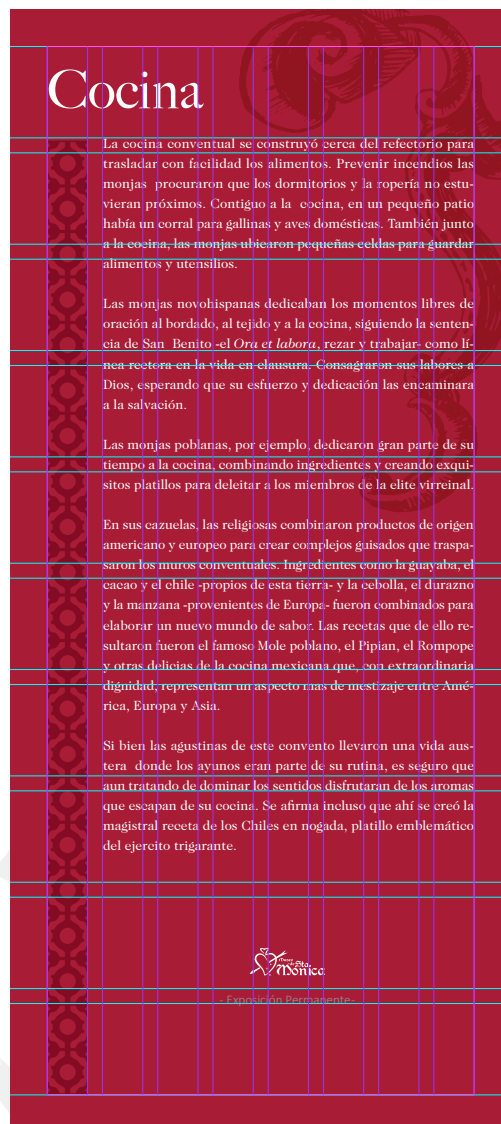 Cocina
La cocina conventual se construyó cerca del refectorio para
trasladar con facilidad los alimentos. Prevenir incendios las
monjas procuraron que los dormitorios y la ropería no estu-
vieran próximos. Contiguo a la cocina, en un pequeño patio
había un corral para gallinas y aves domésticas. También junto
a la cocina, las monjas ubicaron pequeñas celdas para guardar
alimentos y utensilios.
Las monjas novohispanas dedicaban los momentos libres de
oración al bordado, al tejido y a la cocina, siguiendo la senten-
cia de San Benito -el Ora et labora, rezar y trabajar- como lí-
nea rectora en la vida en clausura. Consagraron sus labores a
Dios, esperando que su esfuerzo y dedicación las encaminara
a la salvación.
Las monjas poblanas, por ejemplo, dedicaron gran parte de su
tiempo a la cocina, combinando ingredientes y creando exqui-
sitos platillos para deleitar a los miembros de la elite virreinal.
En sus cazuelas, las religiosas combinaron productos de origen
americano y europeo para crear complejos guisados que traspa-
saron los muros conventuales. Ingredientes como la guayaba, el
cacao y el chile -propios de esta tierra- y la cebolla, el durazno
y la manzana -provenientes de Europa- fueron combinados para
elaborar un nuevo mundo de sabor. Las recetas que de ello re-
sultaron fueron el famoso Mole poblano, el Pipian, el Rompope
y otras delicias de la cocina mexicana que, con extraordinaria
dignidad, representan un aspecto más de mestizaje entre Amé-
rica, Europa y Asia.
Si bien las agustinas de este convento llevaron una vida aus-
tera donde los ayunos eran parte de su rutina, es seguro que
aun tratando de dominar los sentidos disfrutaran de los aromas
que escapan de su cocina. Se afirma incluso que ahí se creó la
magistral receta de los Chiles en nogada, platillo emblemático
del ejercito trigarante.
Museo
de Sta.
Mónica
- Exposición Permanente-